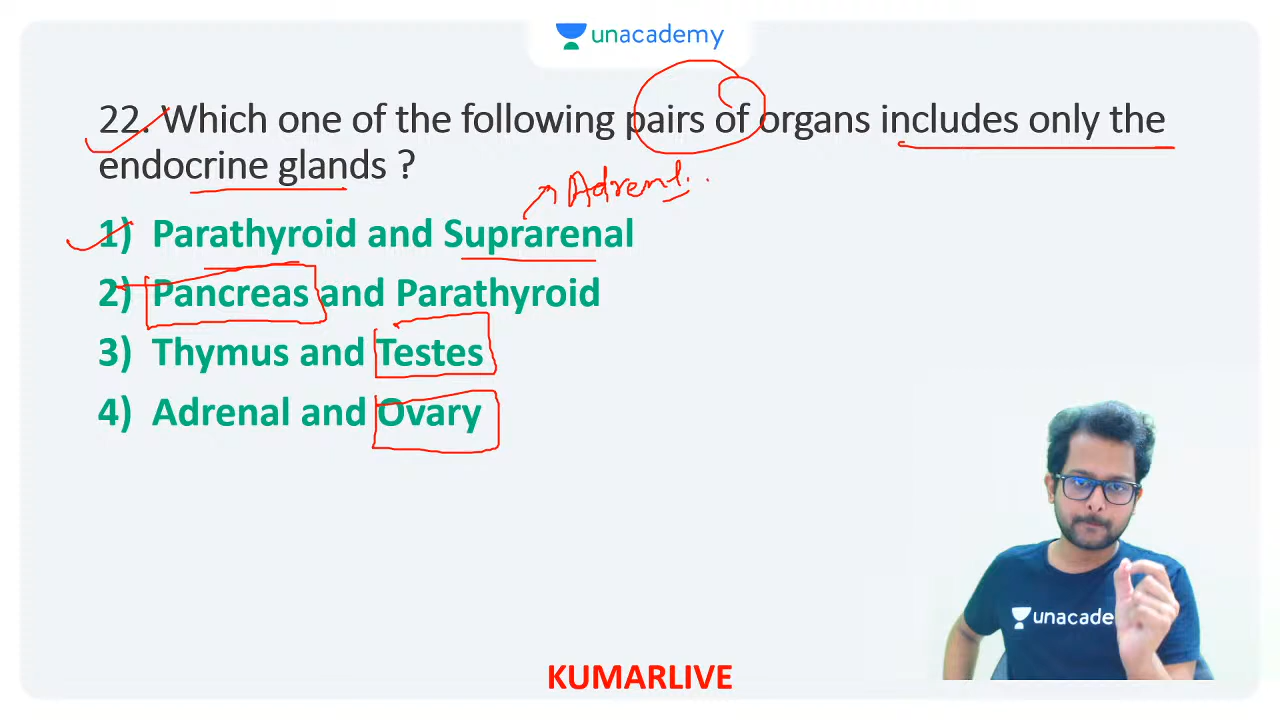 unacademy
22. Which one of the following pairs of organs includes only the
endocrine glands ?
Adrenal
1) Parathyroid and Suprarenal
2) Pancreas and Parathyroid
3) Thymus and Testes
4) Adrenal and Ovary
unacade
KUMARLIVE